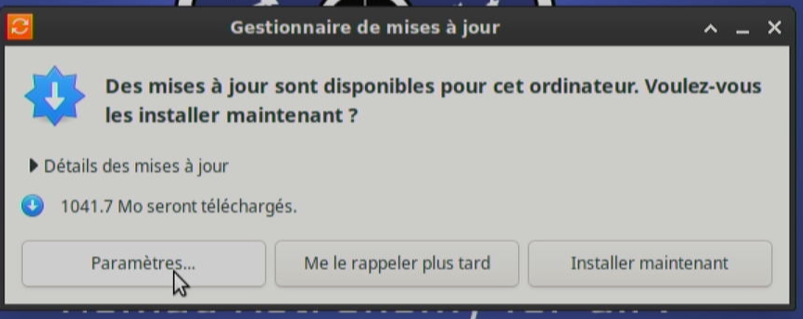 Gestionnaire de mises à jour
Des mises à jour sont disponibles pour cet ordinateur. Voulez-vous
les installer maintenant ?
Détails des mises à jour
1041.7 Mo seront téléchargés.
Paramètres...
Me le rappeler plus tard
Installer maintenant